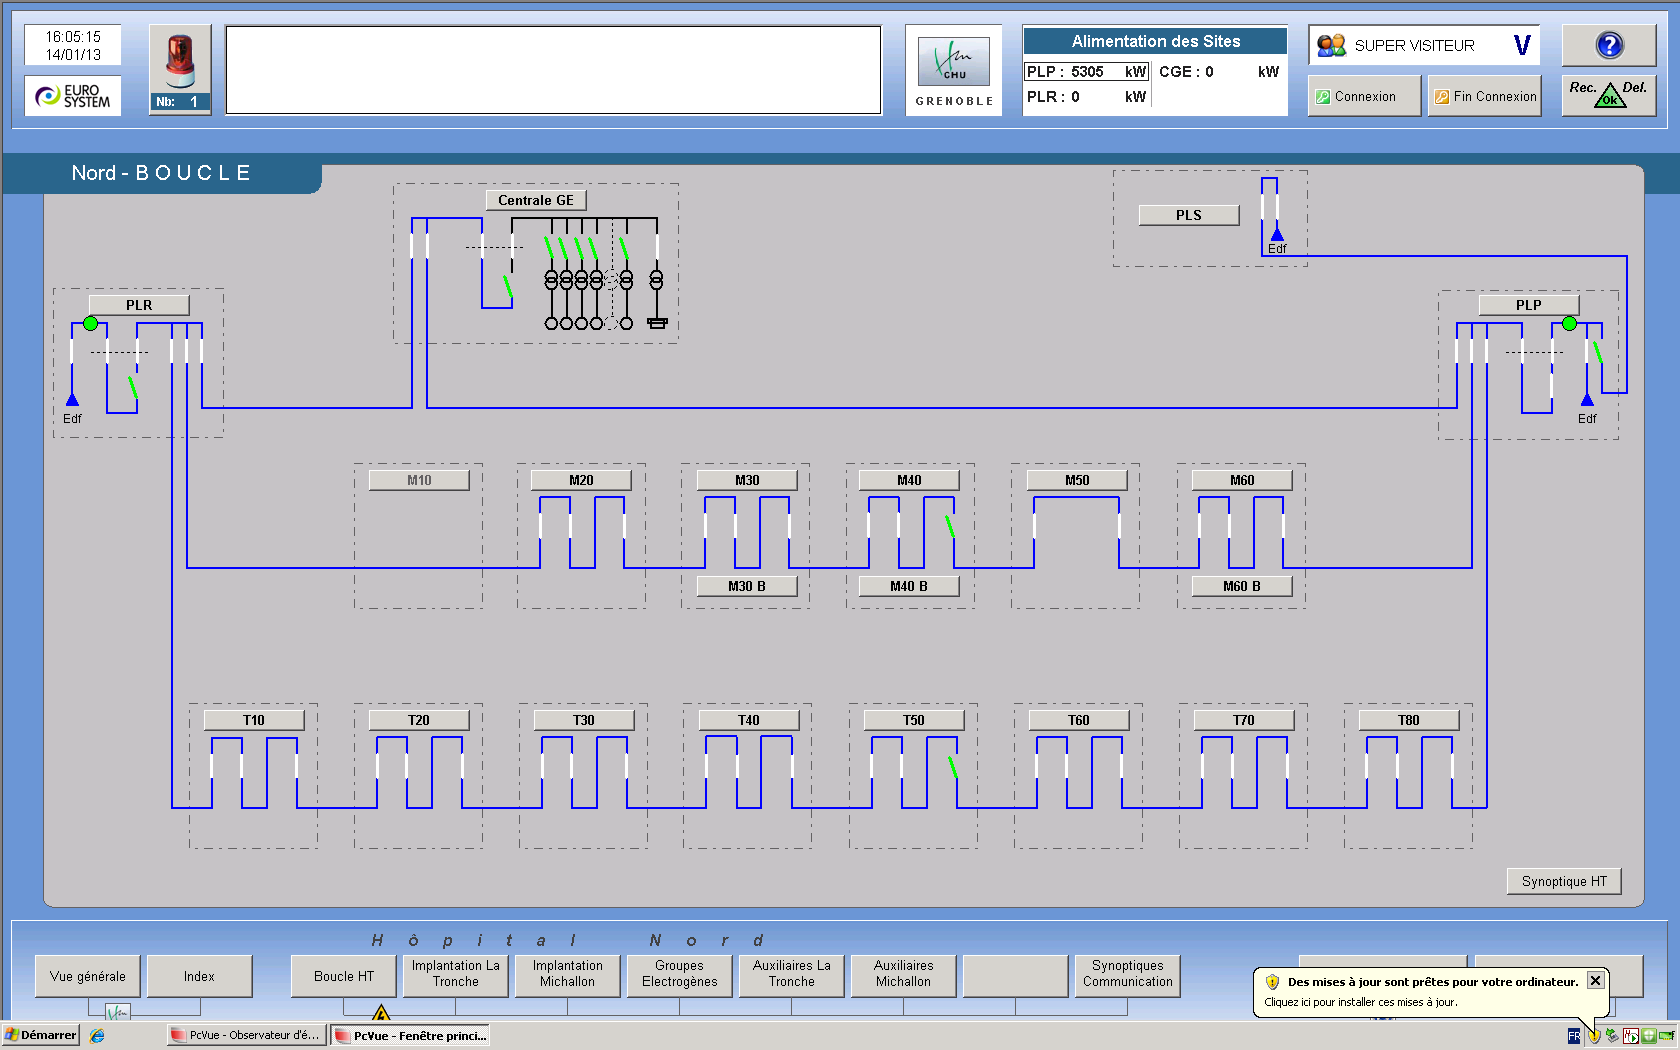 16:05:15
14/01/13
EURO
SYSTEM
Nb: 1
CHU
GRENOBLE
Alimentation des Sites
PLP : 5305 kW CGE : 0 kW
PLR : 0 kW
SUPER VISITEUR V
Connexion
Fin Connexion
?
Rec. Ok Del.
Nord - B O U C L E
Centrale GE
PLS
Edf
PLR
Edf
PLP
Edf
M10
M20
M30
M40
M50
M60
M30 B
M40 B
M60 B
T10
T20
T30
T40
T50
T60
T70
T80
Synoptique HT
H ô p i t a l N o r d
Vue générale
Index
Boucle HT
Implantation La
Tronche
Implantation
Michallon
Groupes
Electrogènes
Auxiliaires La
Tronche
Auxiliaires
Michallon
Synoptiques
Communication
Des mises à jour sont prêtes pour votre ordinateur.
Cliquez ici pour installer ces mises à jour.
Démarrer
PcVue - Observateur d'é...
PcVue - Fenêtre princi...
FR